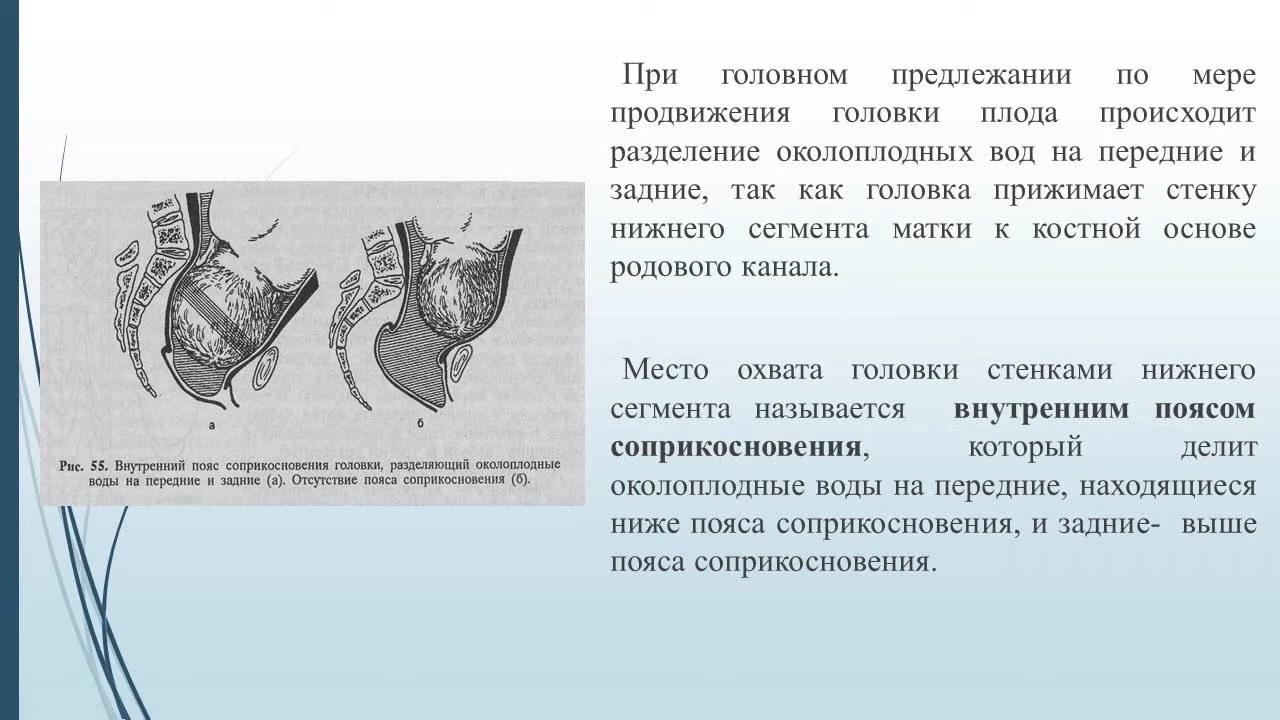 При головном предлежании по мере
продвижения головки плода происходит
разделение околоплодных вод на передние и
задние, так как головка прижимает стенку
нижнего сегмента матки к костной основе
родового канала.
Место охвата головки стенками нижнего
сегмента называется внутренним поясом
соприкосновения, который делит
околоплодные воды на передние, находящиеся
ниже пояса соприкосновения, и задние- выше
пояса соприкосновения.
а б
Рис. 55. Внутренний пояс соприкосновения головки, разделяющий околоплодные
воды на передние и задние (а). Отсутствие пояса соприкосновения (б).